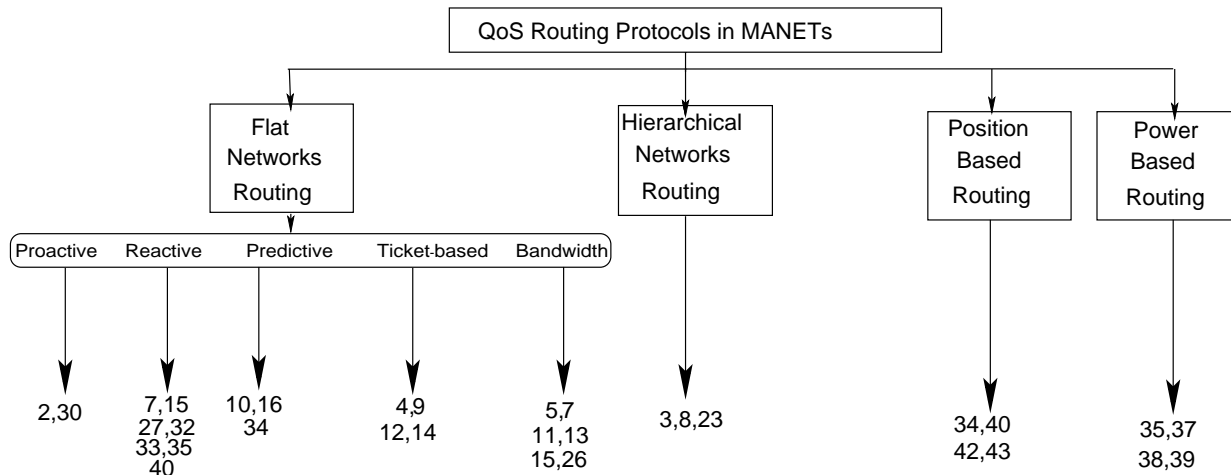 QoS Routing Protocols in MANETs
Flat
Networks
Routing
Hierarchical
Networks
Routing
Position
Based
Routing
Power
Based
Routing
Proactive Reactive Predictive Ticket-based Bandwidth
2,30
7,15
27,32
33,35
40
10,16
34
4,9
12,14
5,7
11,13
15,26
3,8,23
34,40
42,43
35,37
38,39